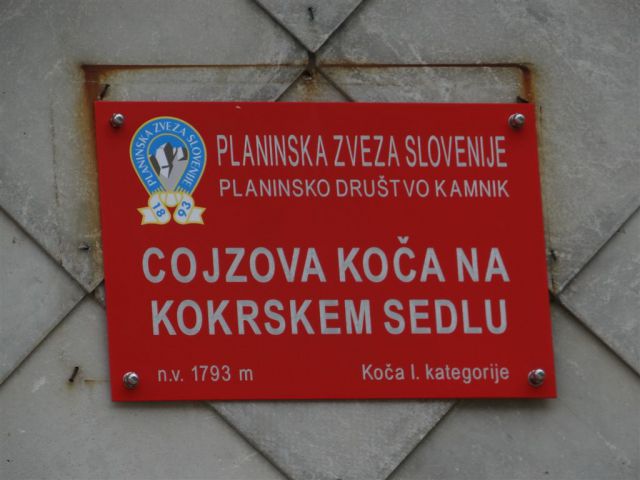 PLANINSKA ZVEZA SLOVENIJE
18 93
PLANINSKA ZVEZA SLOVENIJE
PLANINSKO DRUŠTVO KAMNIK
COJZOVA KOČA NA
KOKRSKEM SEDLU
n.v. 1793 m
Koča I. kategorije